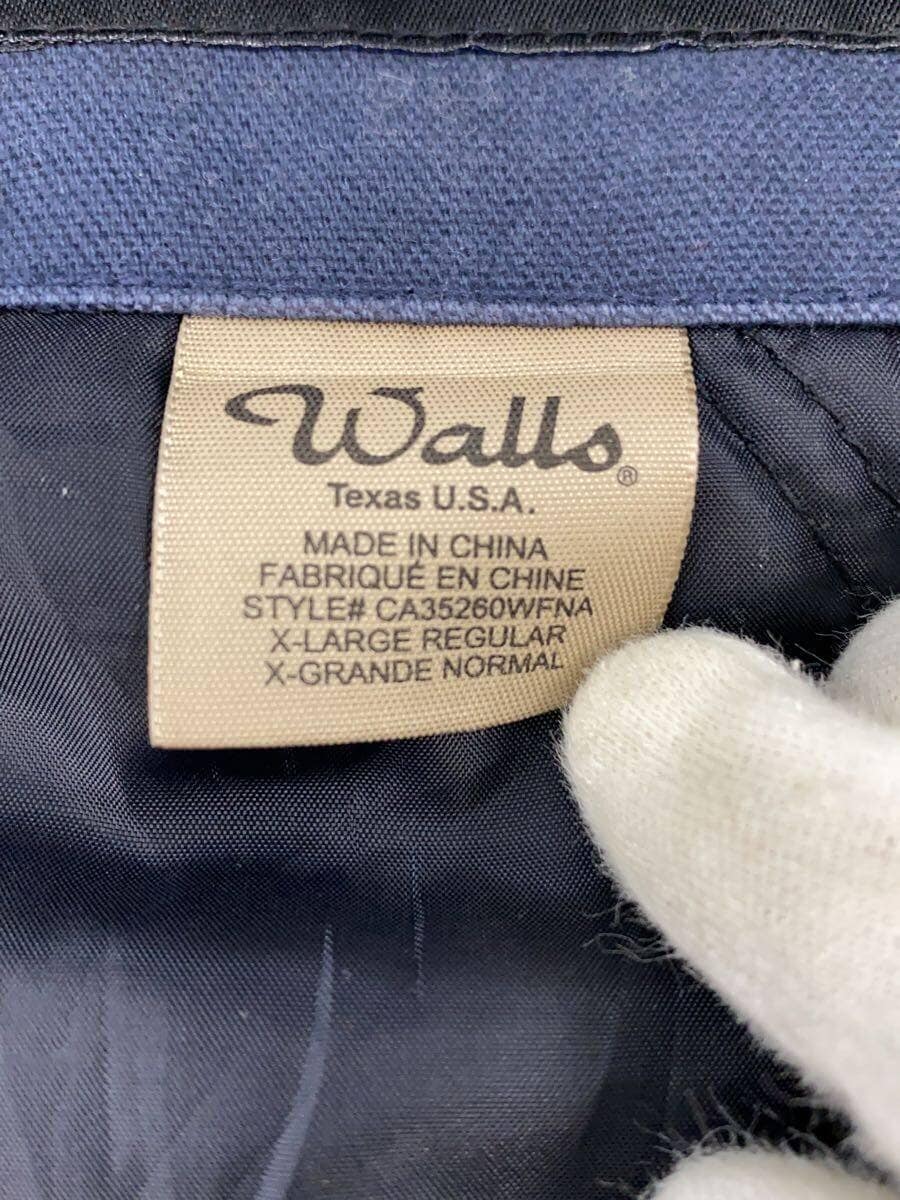 Walls®
Texas U.S.A.
MADE IN CHINA
FABRIQUÉ EN CHINE
STYLE# CA35260WFNA
X-LARGE REGULAR
X-GRANDE NORMAL